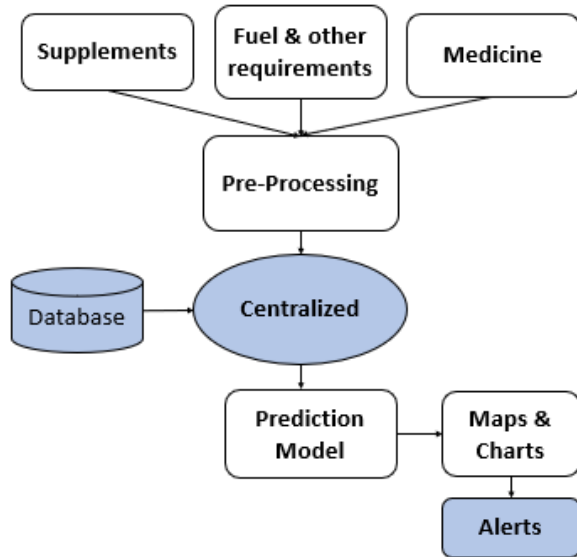 Supplements
Fuel & other
requirements
Medicine
Pre-Processing
Database
Centralized
Prediction
Model
Maps &
Charts
Alerts